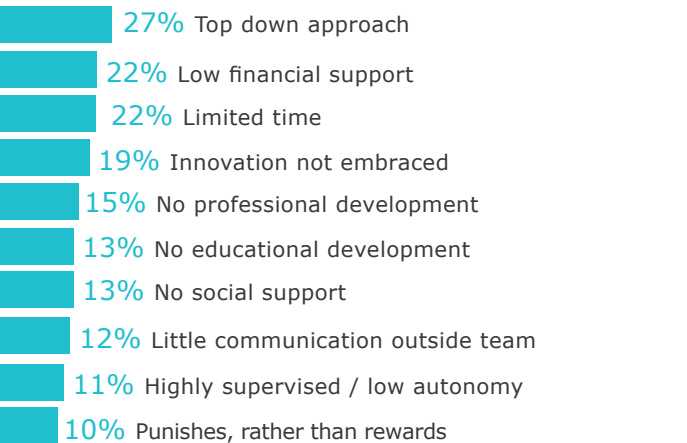 27% Top down approach
22% Low financial support
22% Limited time
19% Innovation not embraced
15% No professional development
13% No educational development
13% No social support
12% Little communication outside team
11% Highly supervised / low autonomy
10% Punishes, rather than rewards